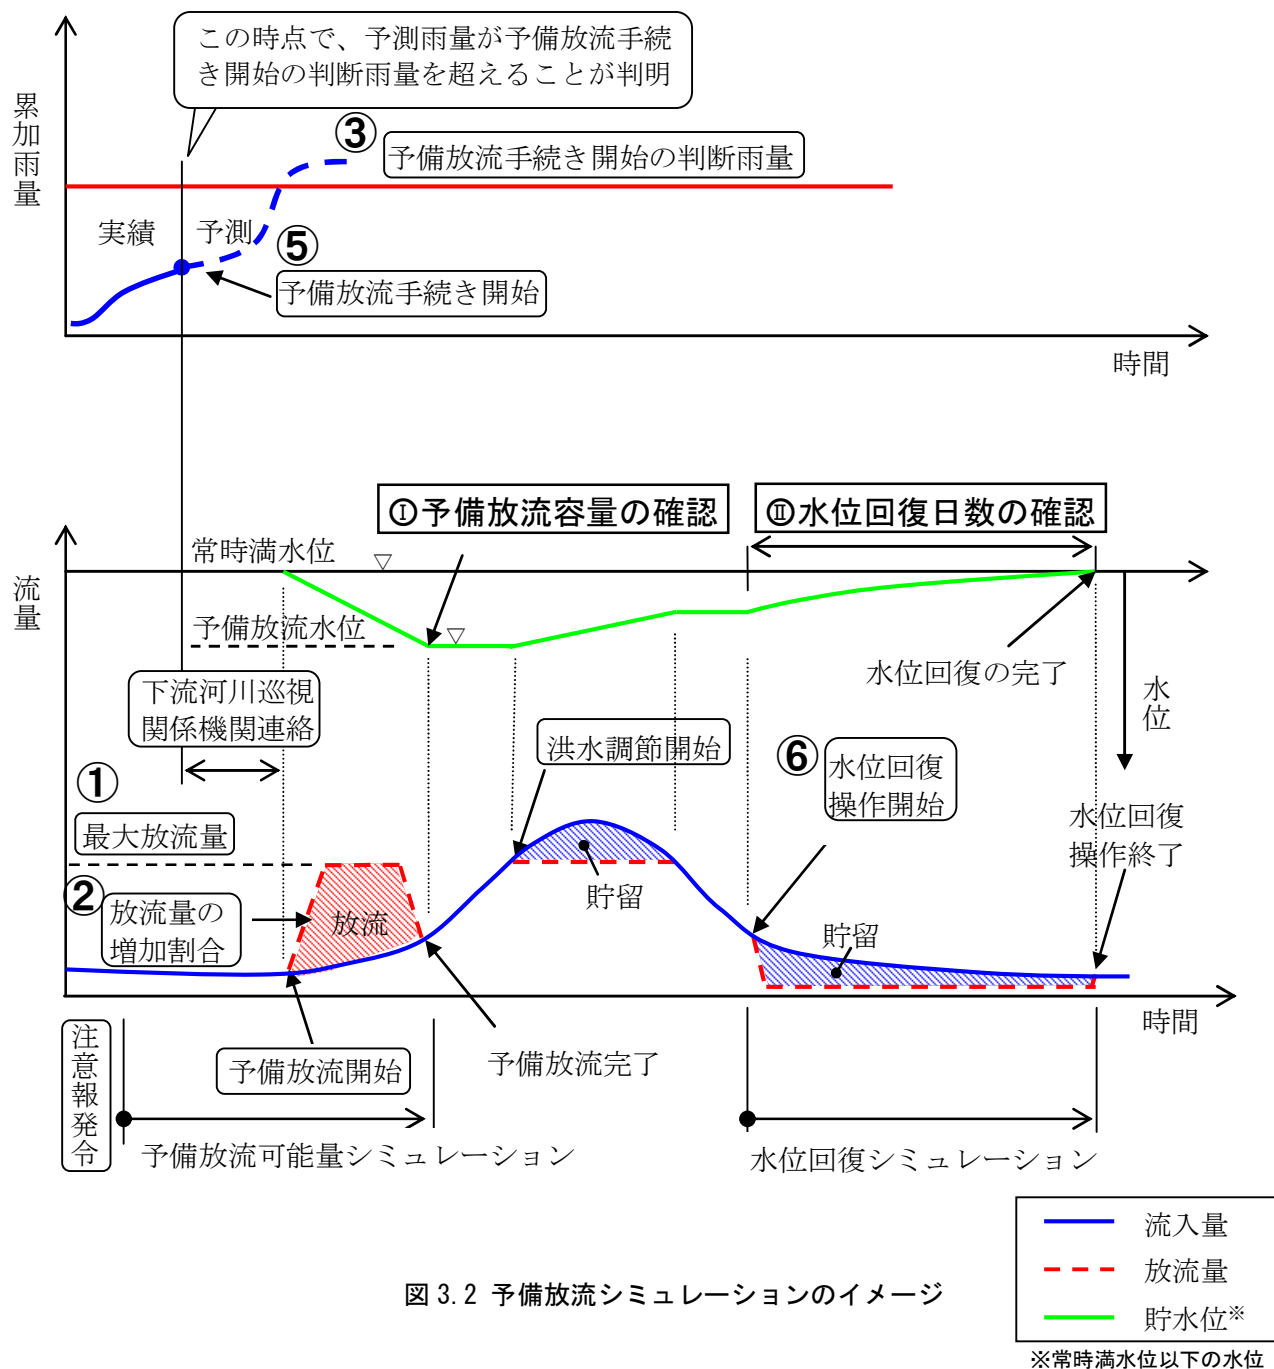 この時点で、予測雨量が予備放流手続
き開始の判断雨量を超えることが判明
累加雨量
③
予備放流手続き開始の判断雨量
実績
予測
⑤
予備放流手続き開始
時間
Ⓘ予備放流容量の確認
Ⅱ水位回復日数の確認
流量
常時満水位
▽
予備放流水位
▽
下流河川巡視
関係機関連絡
水位回復の完了
水位
洪水調節開始
⑥
水位回復
操作開始
①
最大放流量
水位回復
操作終了
②
放流量の
増加割合
放流
貯留
貯留
時間
注意報発令
予備放流開始
予備放流完了
予備放流可能量シミュレーション
水位回復シミュレーション
流入量
放流量
貯水位※
※常時満水位以下の水位
図 3.2 予備放流シミュレーションのイメージ